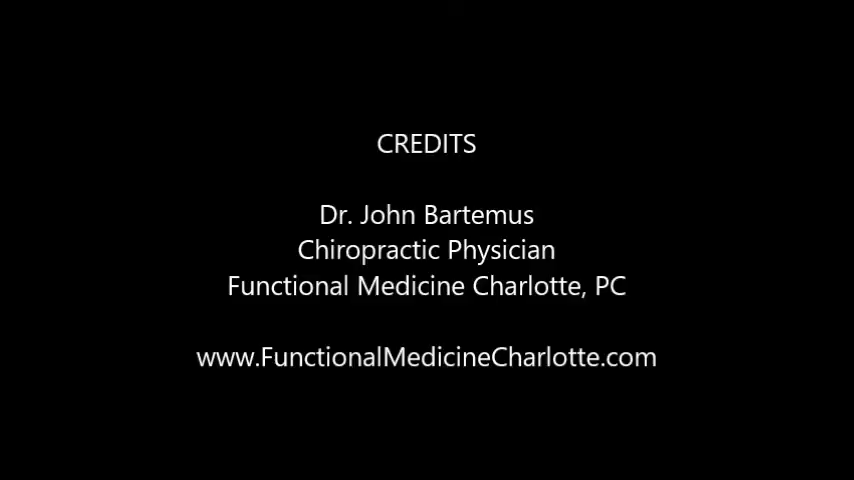 CREDITS
Dr. John Bartemus
Chiropractic Physician
Functional Medicine Charlotte, PC
www.FunctionalMedicineCharlotte.com